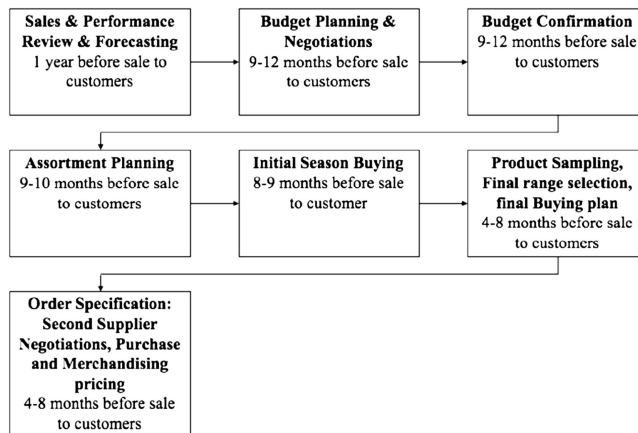 Sales & Performance
Review & Forecasting
1 year before sale to
customers
Budget Planning &
Negotiations
9-12 months before sale
to customers
Budget Confirmation
9-12 months before sale
to customers
Assortment Planning
9-10 months before sale
to customers
Initial Season Buying
8-9 months before sale
to customer
Product Sampling,
Final range selection,
final Buying plan
4-8 months before sale
to customers
Order Specification:
Second Supplier
Negotiations, Purchase
and Merchandising
pricing
4-8 months before sale
to customers